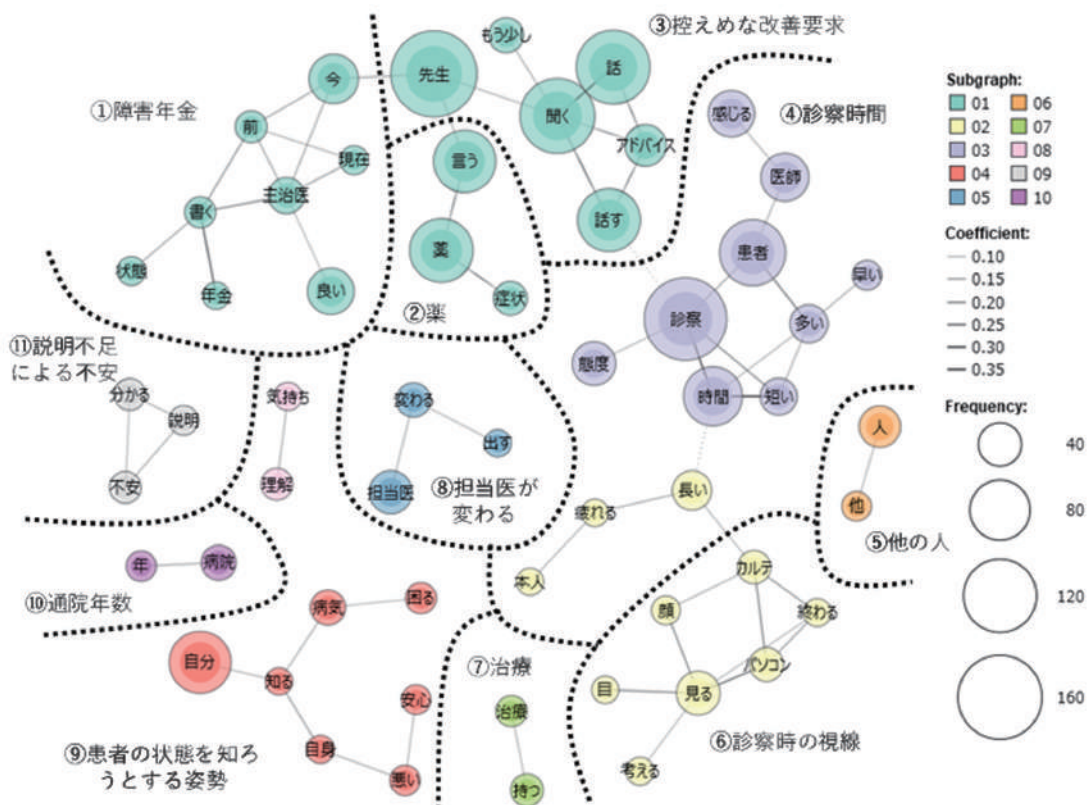 ①障害年金
今
前
現在
主治医
書く
状態
年金
良い
先生
もう少し
③控えめな改善要求
話
聞く
アドバイス
話す
言う
薬
症状
②薬
④診察時間
感じる
医師
患者
早い
診察
多い
態度
時間
短い
⑪説明不足
による不安
分かる
説明
不安
気持ち
理解
変わる
出す
担当医
⑧担当医が
変わる
人
他
⑤他の人
長い
疲れる
本人
年
病院
⑩通院年数
カルテ
顔
終わる
パソコン
目
見る
考える
⑥診察時の視線
病気
困る
自分
知る
安心
自身
悪い
⑨患者の状態を知ろ
うとする姿勢
⑦治療
治療
持つ
Subgraph:
01 06
02 07
03 08
04 09
05 10
Coefficient:
0.10
0.15
0.20
0.25
0.30
0.35
Frequency:
40
80
120
160